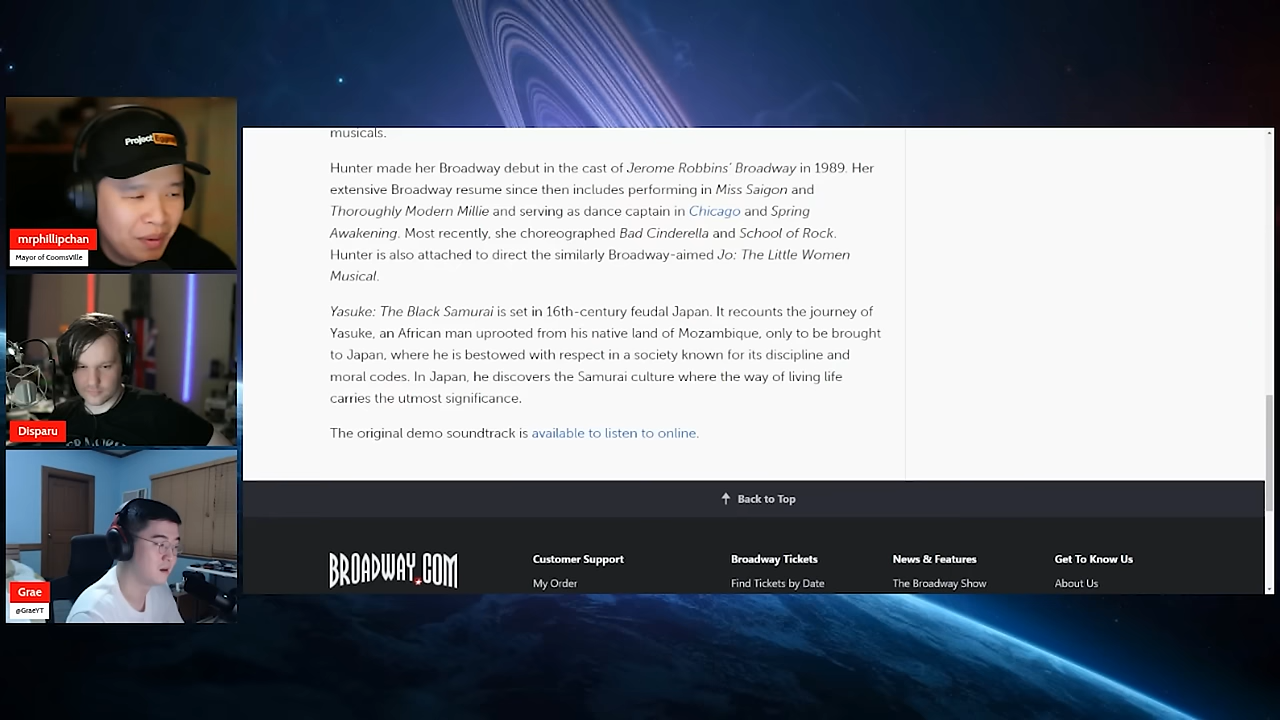 Project
mrphillipchan
Mayor of CoomsVille
Disparu
Grae
@GraeYT
musicals.
Hunter made her Broadway debut in the cast of Jerome Robbins' Broadway in 1989. Her
extensive Broadway resume since then includes performing in Miss Saigon and
Thoroughly Modern Millie and serving as dance captain in Chicago and Spring
Awakening. Most recently, she choreographed Bad Cinderella and School of Rock.
Hunter is also attached to direct the similarly Broadway-aimed Jo: The Little Women
Musical.
Yasuke: The Black Samurai is set in 16th-century feudal Japan. It recounts the journey of
Yasuke, an African man uprooted from his native land of Mozambique, only to be brought
to Japan, where he is bestowed with respect in a society known for its discipline and
moral codes. In Japan, he discovers the Samurai culture where the way of living life
carries the utmost significance.
The original demo soundtrack is available to listen to online.
Back to Top
BROADWAY.COM
Customer Support
My Order
Broadway Tickets
Find Tickets by Date
News & Features
The Broadway Show
Get To Know Us
About Us